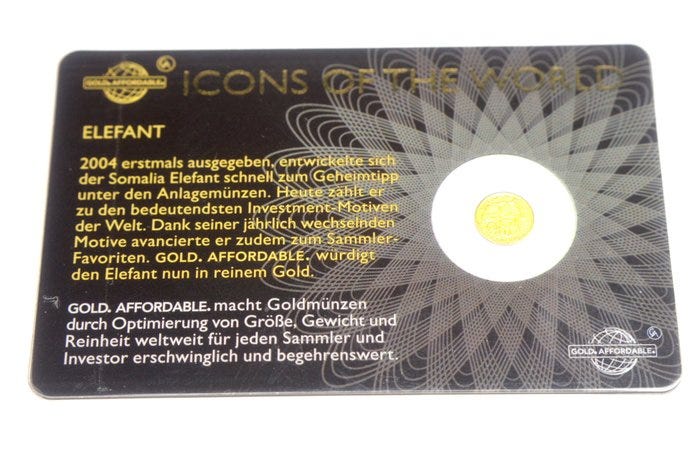 GOLD. AFFORDABLE.
ICONS OF THE WORLD
ELEFANT
2004 erstmals ausgegeben, entwickelte sich
der Somalia Elefant schnell zum Geheimtipp
unter den Anlagemünzen. Heute zählt er
zu den bedeutendsten Investment-Motiven
der Welt. Dank seiner jährlich wechselnden
Motive avancierte er zudem zum Sammler-
Favoriten. GOLD. AFFORDABLE. würdigt
den Elefant nun in reinem Gold.
GOLD. AFFORDABLE. macht Goldmünzen
durch Optimierung von Größe, Gewicht und
Reinheit weltweit für jeden Sammler und
Investor erschwinglich und begehrenswert.
GOLD. AFFORDABLE.